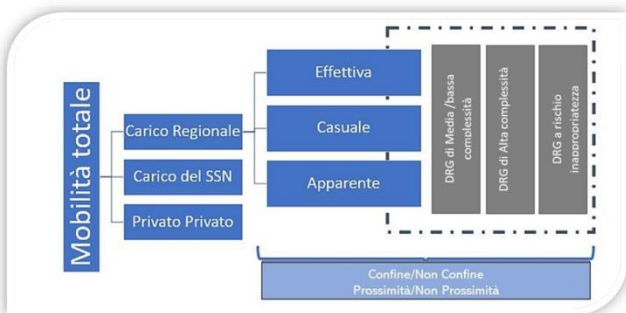 Mobilità totale
Carico Regionale
Carico del SSN
Privato Privato
Effettiva
Casuale
Apparente
DRG di Media /bassa
complessità
DRG di Alta complessità
DRG a rischio
inappropriatezza
Confine/Non Confine
Prossimità/Non Prossimità